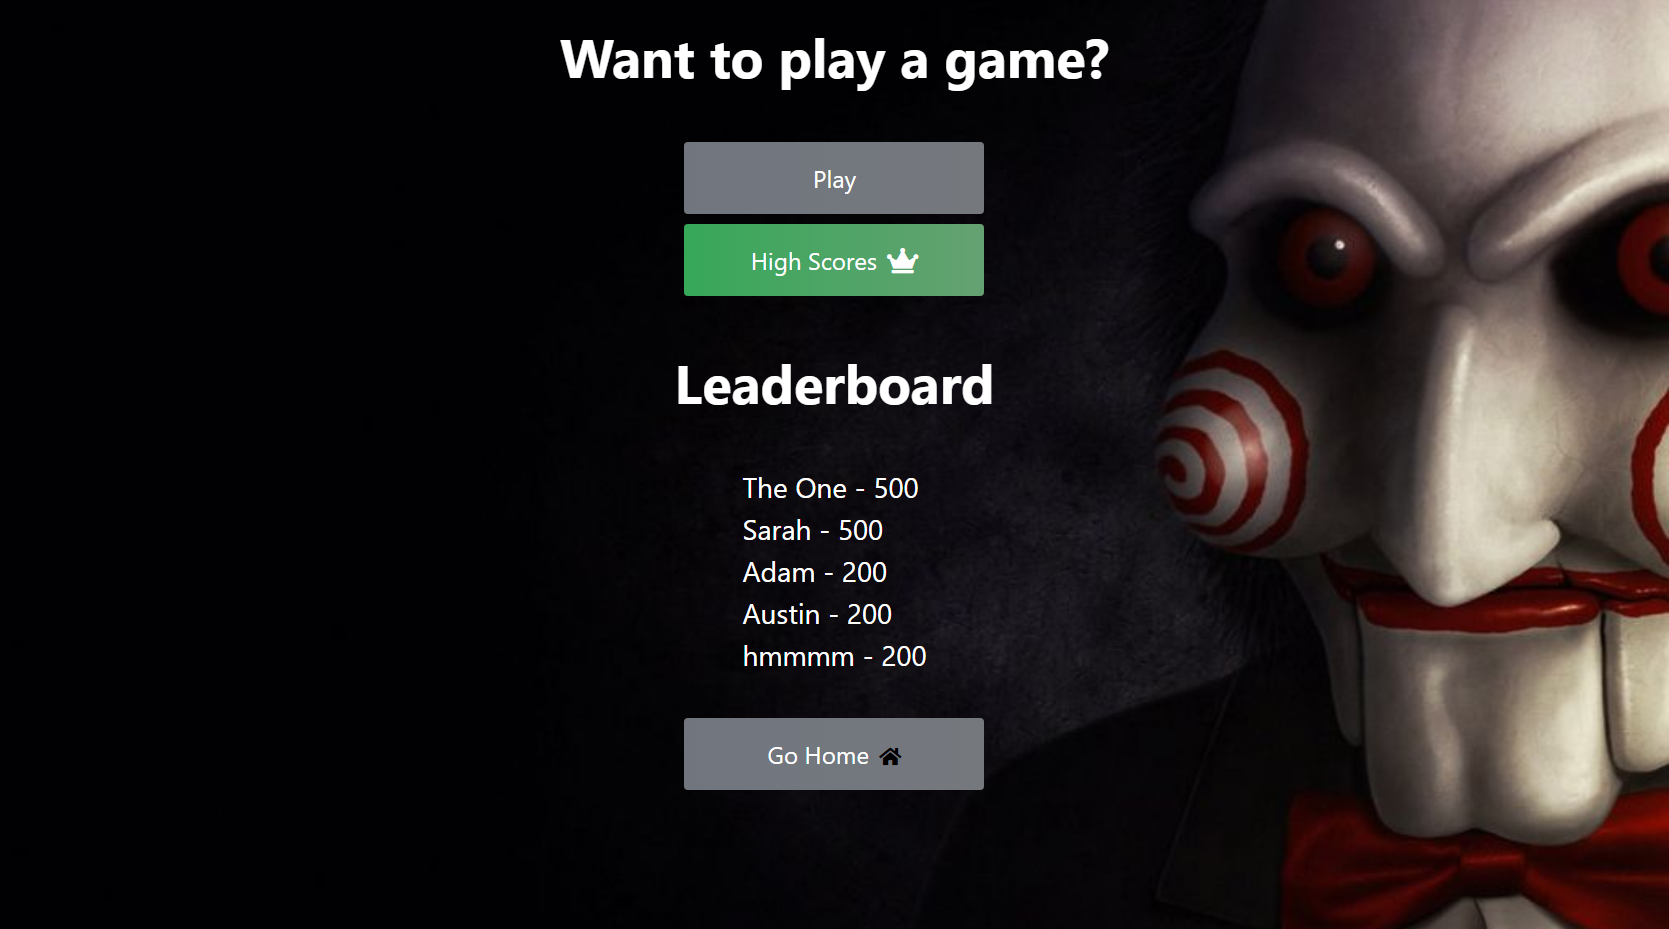 Want to play a game?
Play
High Scores
Leaderboard
The One - 500
Sarah - 500
Adam - 200
Austin - 200
hmmmm - 200
Go Home